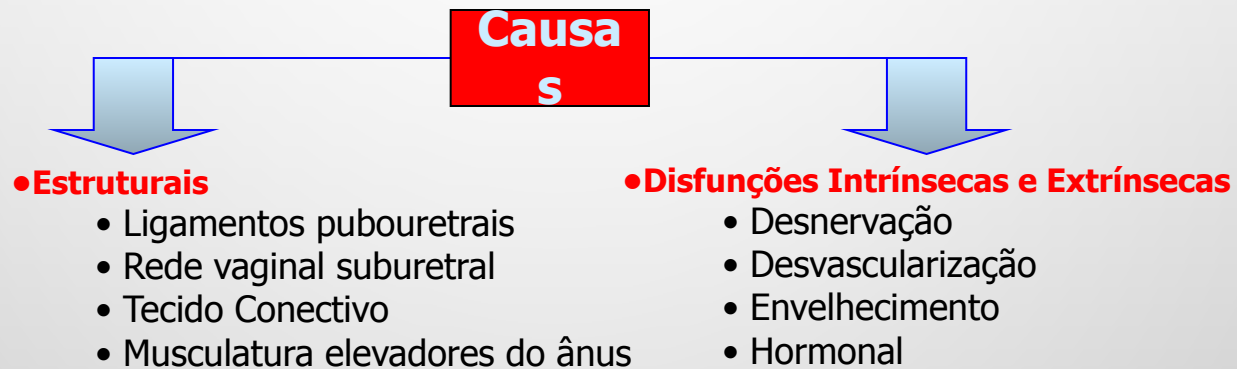 Causa
s
•Estruturais
• Ligamentos pubouretrais
• Rede vaginal suburetral
• Tecido Conectivo
• Musculatura elevadores do ânus
•Disfunções Intrínsecas e Extrínsecas
• Desnervação
• Desvascularização
• Envelhecimento
• Hormonal